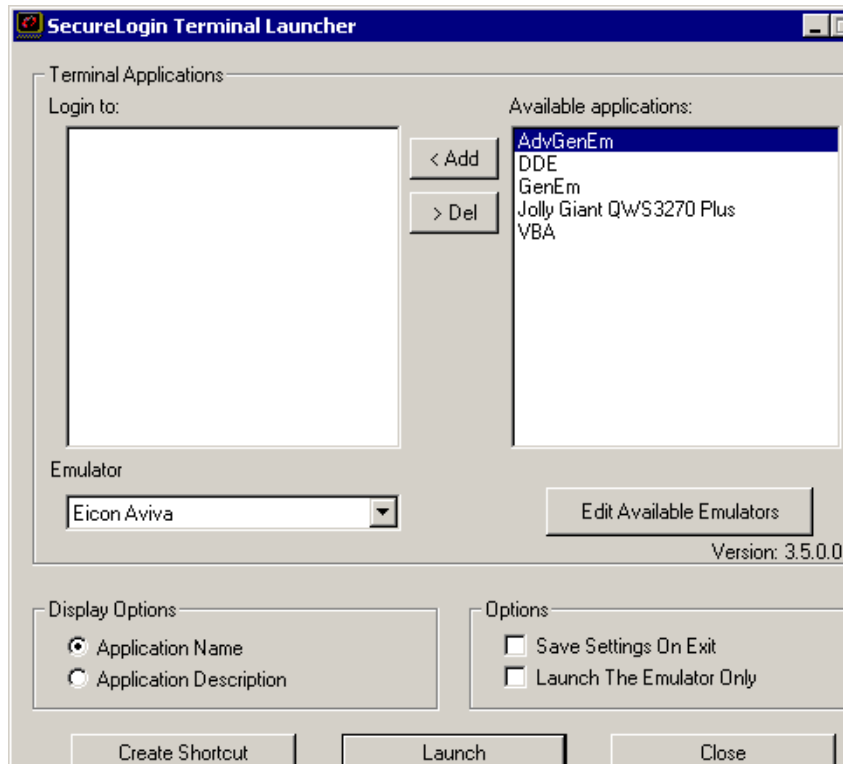 SecureLogin Terminal Launcher
Terminal Applications
Login to:
Available applications:
< Add
> Del
AdvGenEm
DDE
GenEm
Jolly Giant QWS3270 Plus
VBA
Emulator
Eicon Aviva
Edit Available Emulators
Version: 3.5.0.0
Display Options
Application Name
Application Description
Options
Save Settings On Exit
Launch The Emulator Only
Create Shortcut
Launch
Close